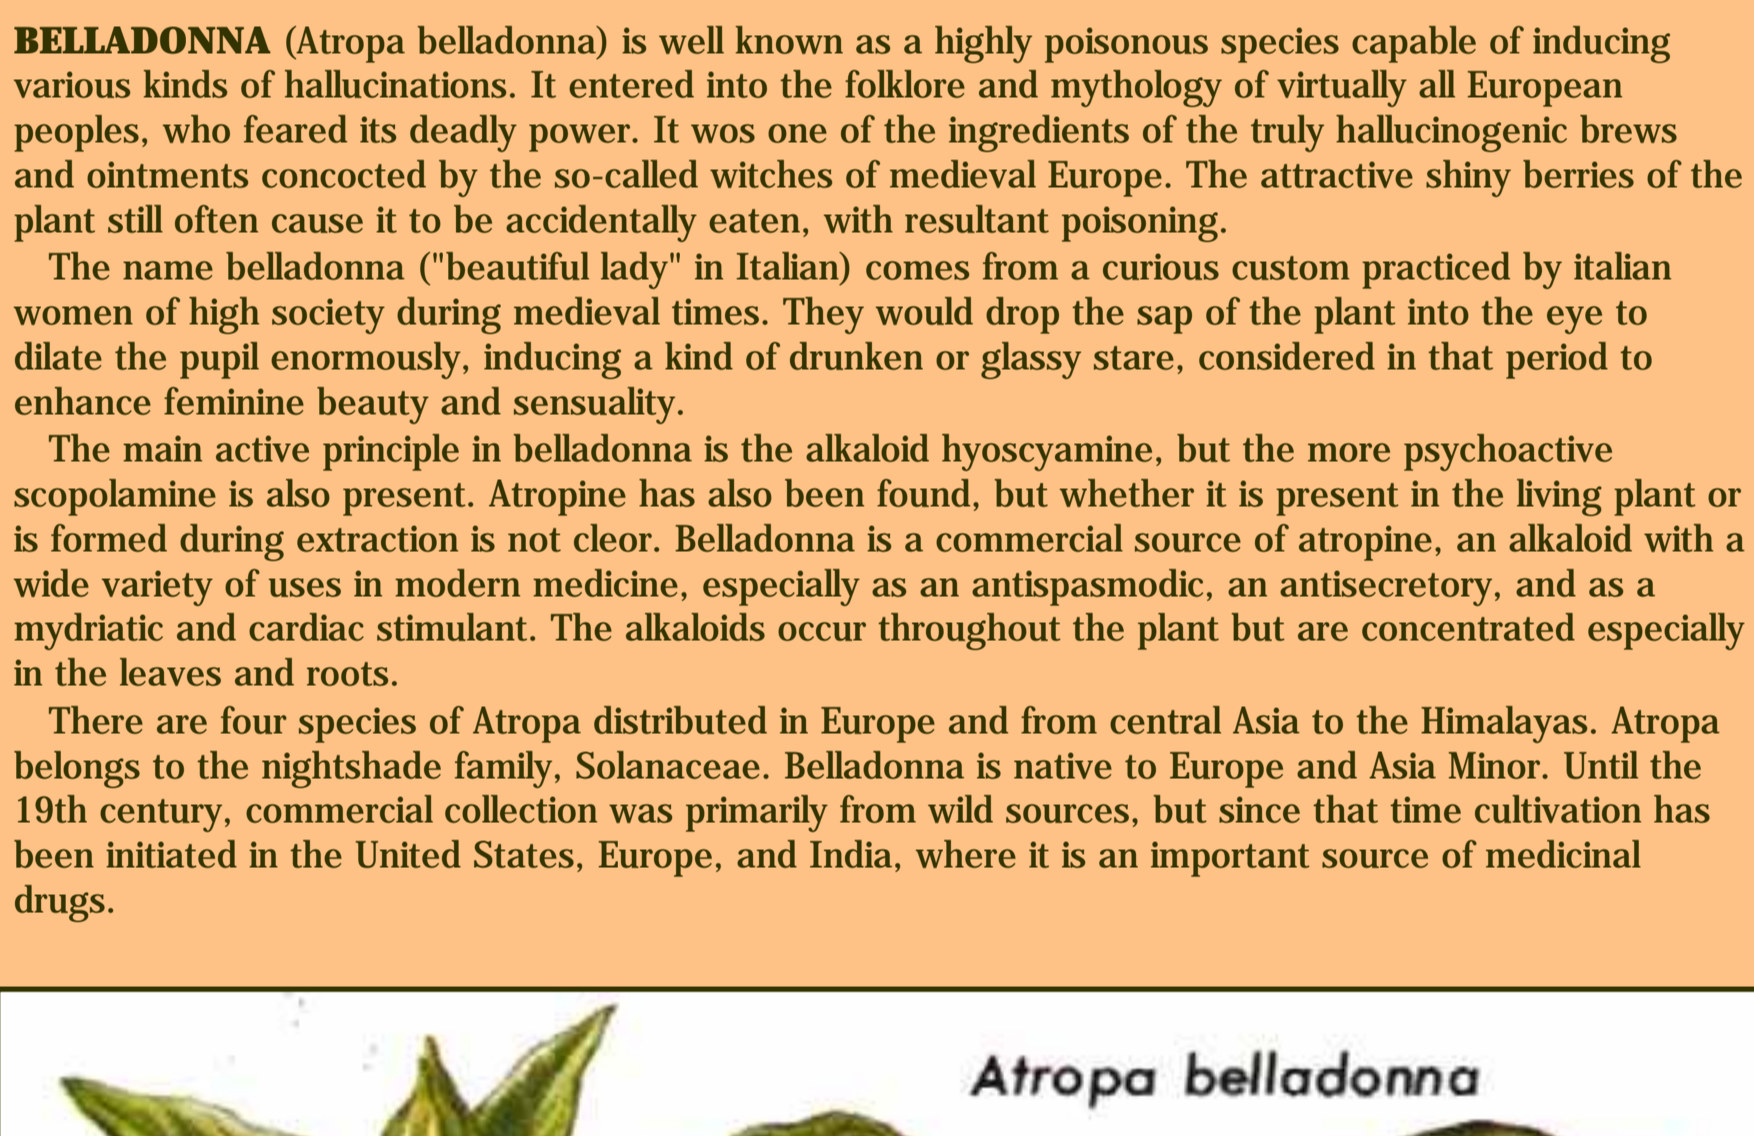 BELLADONNA (Atropa belladonna) is well known as a highly poisonous species capable of inducing
various kinds of hallucinations. It entered into the folklore and mythology of virtually all European
peoples, who feared its deadly power. It wos one of the ingredients of the truly hallucinogenic brews
and ointments concocted by the so-called witches of medieval Europe. The attractive shiny berries of the
plant still often cause it to be accidentally eaten, with resultant poisoning.
The name belladonna ("beautiful lady" in Italian) comes from a curious custom practiced by italian
women of high society during medieval times. They would drop the sap of the plant into the eye to
dilate the pupil enormously, inducing a kind of drunken or glassy stare, considered in that period to
enhance feminine beauty and sensuality.
The main active principle in belladonna is the alkaloid hyoscyamine, but the more psychoactive
scopolamine is also present. Atropine has also been found, but whether it is present in the living plant or
is formed during extraction is not cleor. Belladonna is a commercial source of atropine, an alkaloid with a
wide variety of uses in modern medicine, especially as an antispasmodic, an antisecretory, and as a
mydriatic and cardiac stimulant. The alkaloids occur throughout the plant but are concentrated especially
in the leaves and roots.
There are four species of Atropa distributed in Europe and from central Asia to the Himalayas. Atropa
belongs to the nightshade family, Solanaceae. Belladonna is native to Europe and Asia Minor. Until the
19th century, commercial collection was primarily from wild sources, but since that time cultivation has
been initiated in the United States, Europe, and India, where it is an important source of medicinal
drugs.
Atropa belladonna